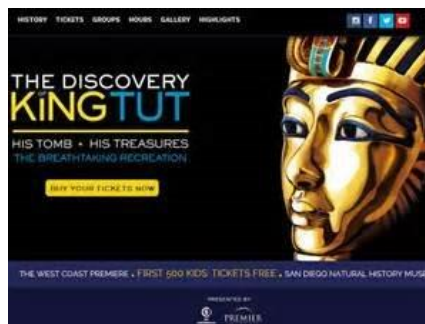 HISTORY TICKETS GROUPS HOURS GALLERY HIGHLIGHTS
THE DISCOVERY
KiNGTUT
HIS TOMB • HIS TREASURES
THE BREATHTAKING RECREATION
BUY YOUR TICKETS NOW
THE WEST COAST PREMIERE • FIRST 500 KIDS TICKETS FREE • SAN DIEGO NATURAL HISTORY MUSE
PRESENTED BY
PREMIER